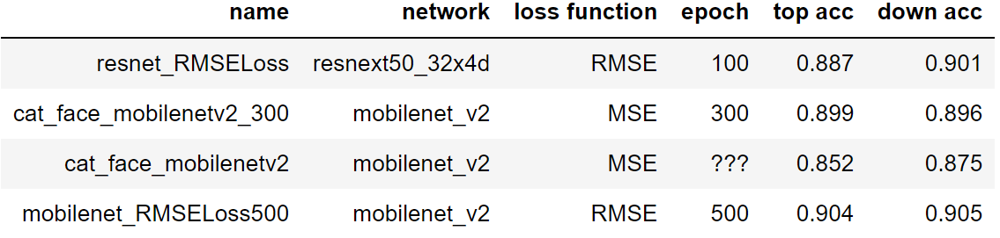 name network loss function epoch top acc down acc
resnet_RMSELoss resnext50_32x4d RMSE 100 0.887 0.901
cat_face_mobilenetv2_300 mobilenet_v2 MSE 300 0.899 0.896
cat_face_mobilenetv2 mobilenet_v2 MSE ??? 0.852 0.875
mobilenet_RMSELoss500 mobilenet_v2 RMSE 500 0.904 0.905